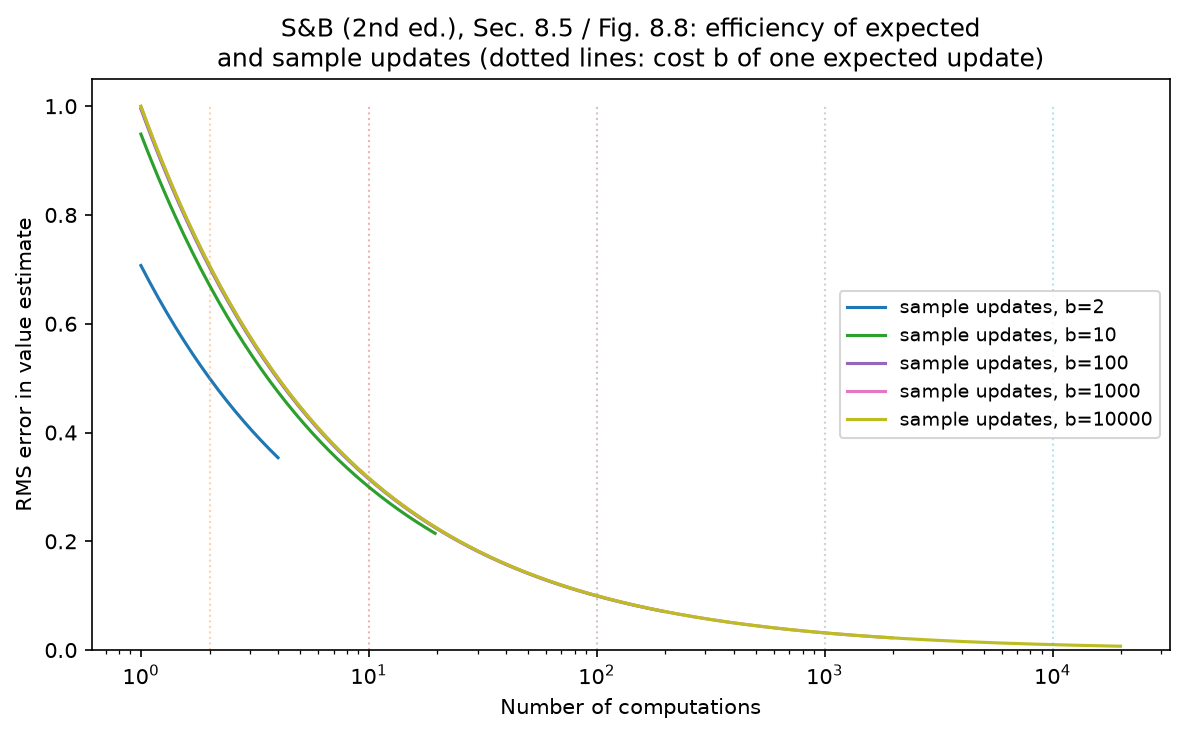 S&B (2nd ed.), Sec. 8.5 / Fig. 8.8: efficiency of expected
and sample updates (dotted lines: cost b of one expected update)
RMS error in value estimate
1.0
0.8
0.6
0.4
0.2
0.0
sample updates, b=2
sample updates, b=10
sample updates, b=100
sample updates, b=1000
sample updates, b=10000
10⁰ 10¹ 10² 10³ 10⁴
Number of computations